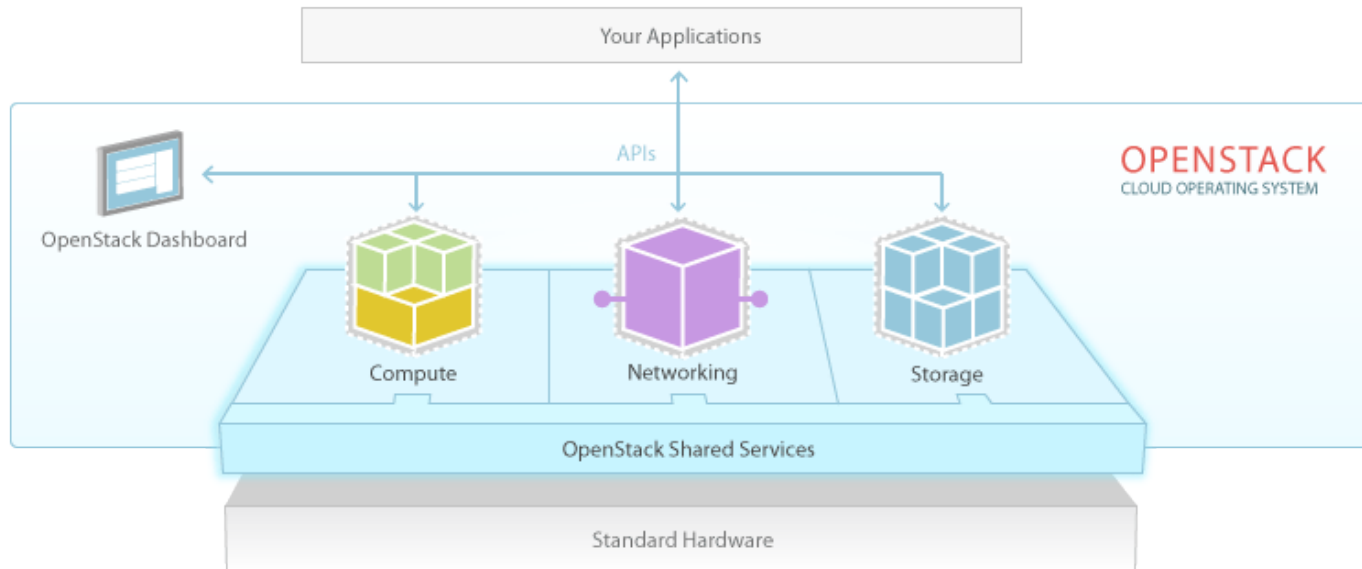 Your Applications
APIs
OPENSTACK
CLOUD OPERATING SYSTEM
OpenStack Dashboard
Compute
Networking
Storage
OpenStack Shared Services
Standard Hardware